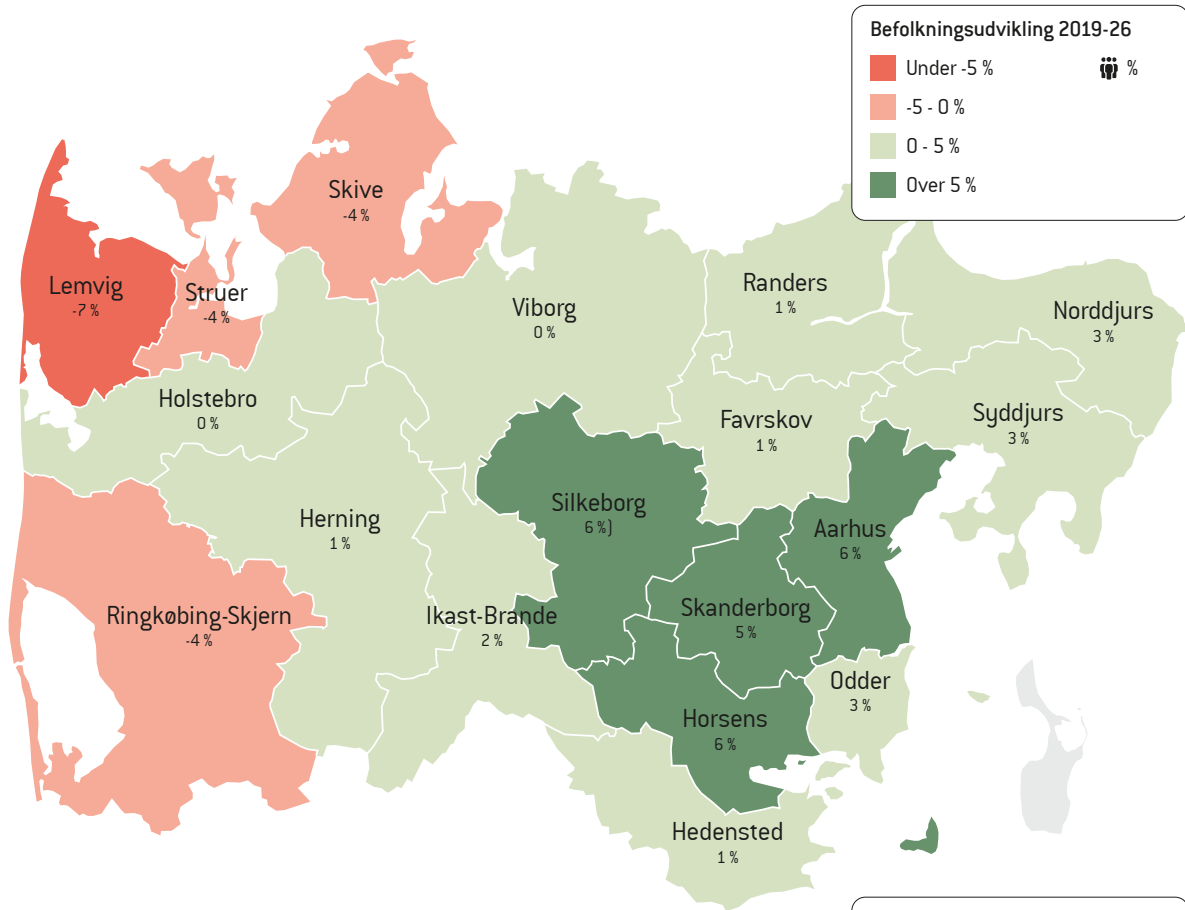 Befolkningsudvikling 2019-26
Under -5 %
%
-5 - 0 %
0 - 5 %
Over 5 %
Skive
-4 %
Lemvig
-7 %
Struer
-4 %
Viborg
0 %
Randers
1 %
Norddjurs
3 %
Holstebro
0 %
Favrskov
1 %
Syddjurs
3 %
Silkeborg
6 %)
Herning
1 %
Aarhus
6 %
Ringkøbing-Skjern
-4 %
Ikast-Brande
2 %
Skanderborg
5 %
Odder
3 %
Horsens
6 %
Hedensted
1 %